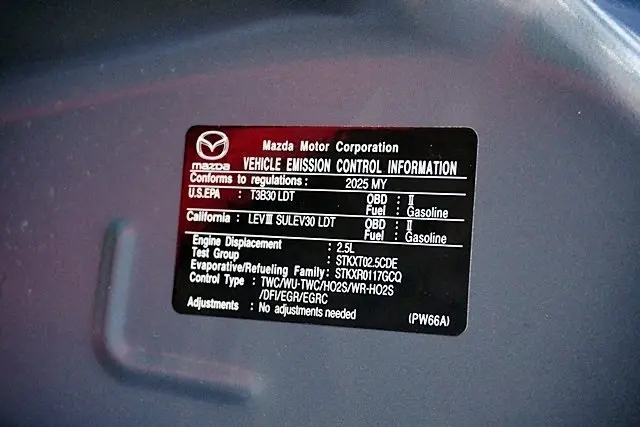 mazda
Mazda Motor Corporation
VEHICLE EMISSION CONTROL INFORMATION
Conforms to regulations : 2025 MY
U.S.EPA : T3B30 LDT OBD : II
Fuel : Gasoline
California : LEVIII SULEV30 LDT OBD : II
Fuel : Gasoline
Engine Displacement : 2.5L
Test Group : STKXT02.5CDE
Evaporative/Refueling Family : STKXR0117GCQ
Control Type : TWC/WU-TWC/HO2S/WR-HO2S
/DFI/EGR/EGRC
Adjustments : No adjustments needed
(PW66A)